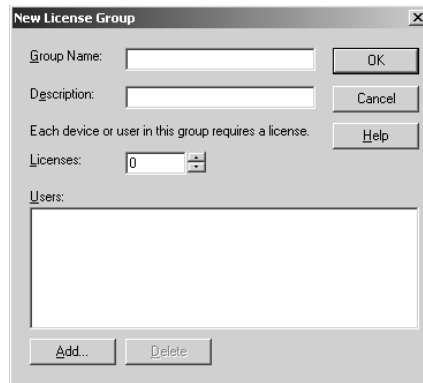 New License Group
Group Name:
OK
Description:
Cancel
Each device or user in this group requires a license.
Help
Licenses:
0
Users:
Add...
Delete